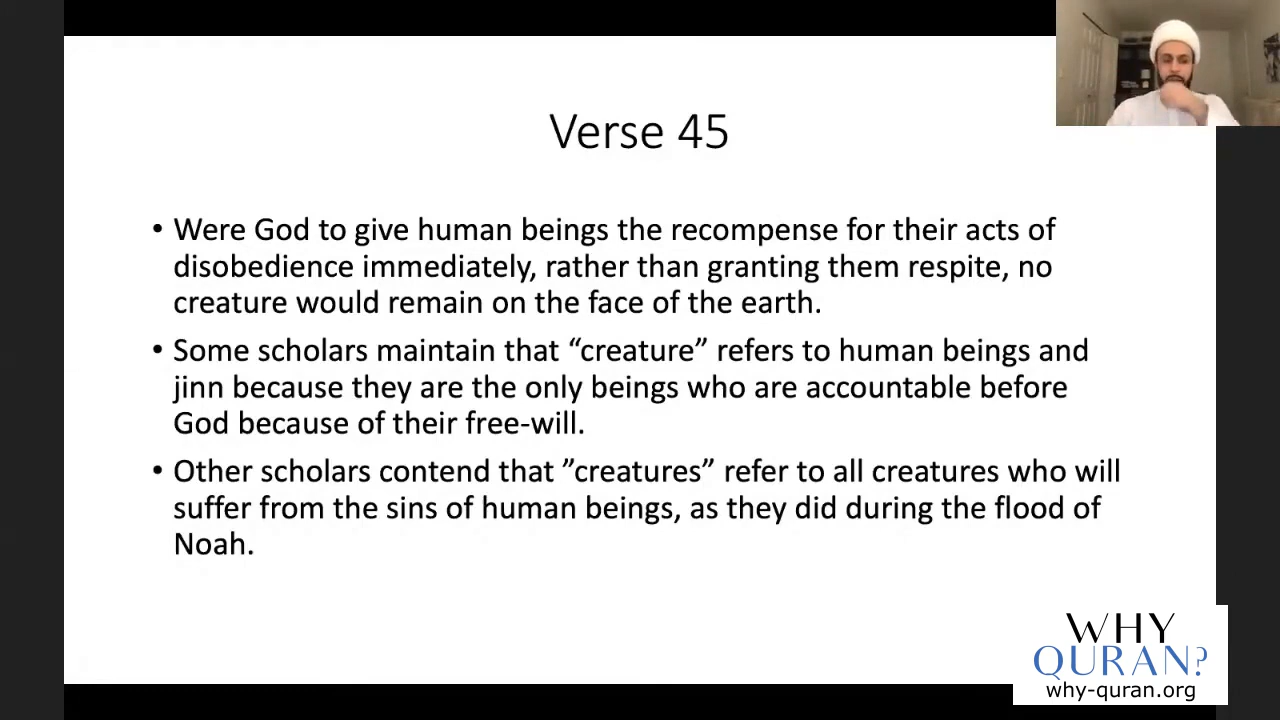 Verse 45
• Were God to give human beings the recompense for their acts of
disobedience immediately, rather than granting them respite, no
creature would remain on the face of the earth.
• Some scholars maintain that “creature” refers to human beings and
jinn because they are the only beings who are accountable before
God because of their free-will.
• Other scholars contend that ”creatures” refer to all creatures who will
suffer from the sins of human beings, as they did during the flood of
Noah.
WHY
QURAN?
why-quran.org